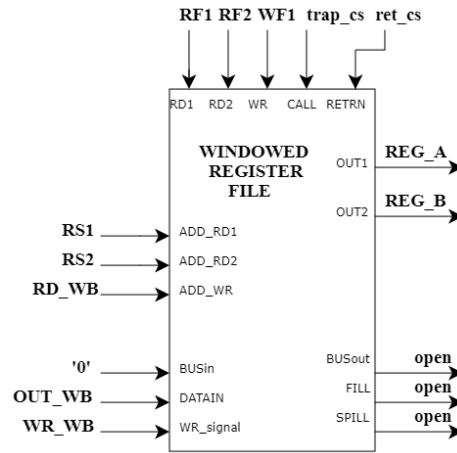 RF1 RF2 WF1 trap_cs ret_cs
RD1 RD2 WR CALL RETRN
WINDOWED
REGISTER
FILE
OUT1 REG_A
OUT2 REG_B
RS1 ADD_RD1
RS2 ADD_RD2
RD_WB ADD_WR
'0' BUSin BUSout open
OUT_WB DATAIN FILL open
WR_WB WR_signal SPILL open